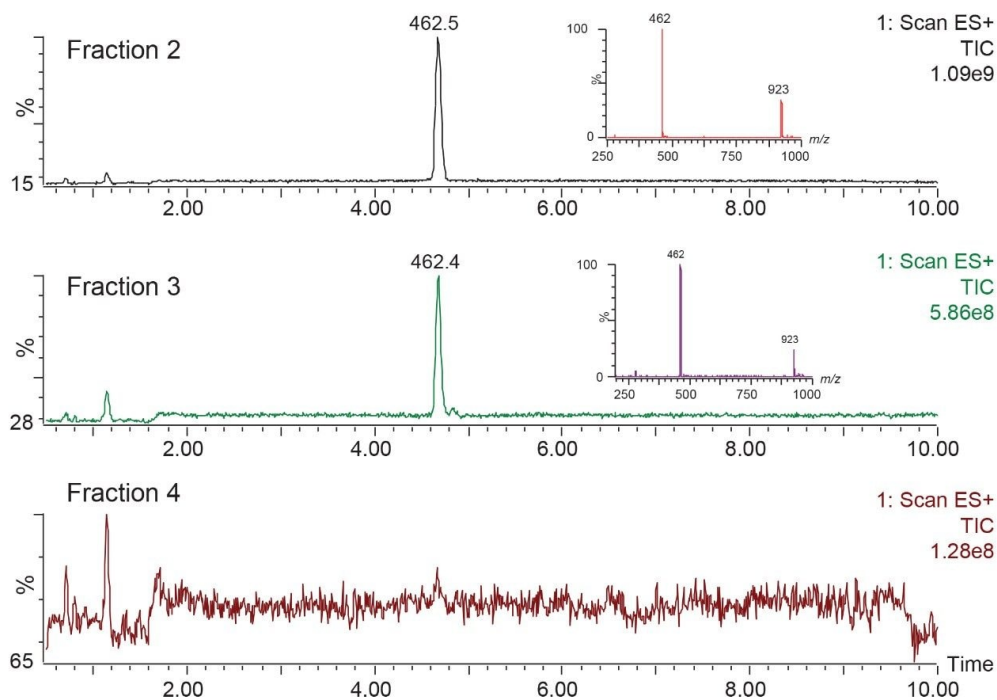 462.5
Fraction 2
1: Scan ES+
TIC
1.09e9
%
15
2.00 4.00 6.00 8.00 10.00
100
%
0
462
923
250 500 750 1000
m/z
462.4
Fraction 3
1: Scan ES+
TIC
5.86e8
%
28
2.00 4.00 6.00 8.00 10.00
100
%
0
462
923
250 500 750 1000
m/z
Fraction 4
1: Scan ES+
TIC
1.28e8
%
65
Time
2.00 4.00 6.00 8.00 10.00